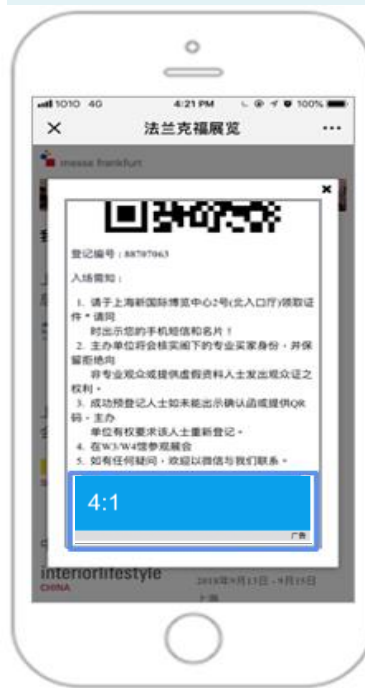 1010 4G 4:21 PM 100%
法兰克福展览
messe frankfurt
登记编号：88707063
入场需知：
1. 请于上海新国际博览中心2号(北入口厅)领取证
件。请同
时出示您的手机短信和名片！
2. 主办单位将会核实阁下的专业买家身份，并保
留拒绝向
非专业观众或提供虚假资料人士发出观众证之
权利。
3. 成功预登记人士如未能出示确认函或提供QR
码，主办
单位有权要求该人士重新登记。
4. 在W3/W4馆参观展会
5. 如有任何疑问，欢迎以微信与我们联系。
4:1
广告
interiorlifestyle
CHINA
2018年9月13日 - 9月15日
上海